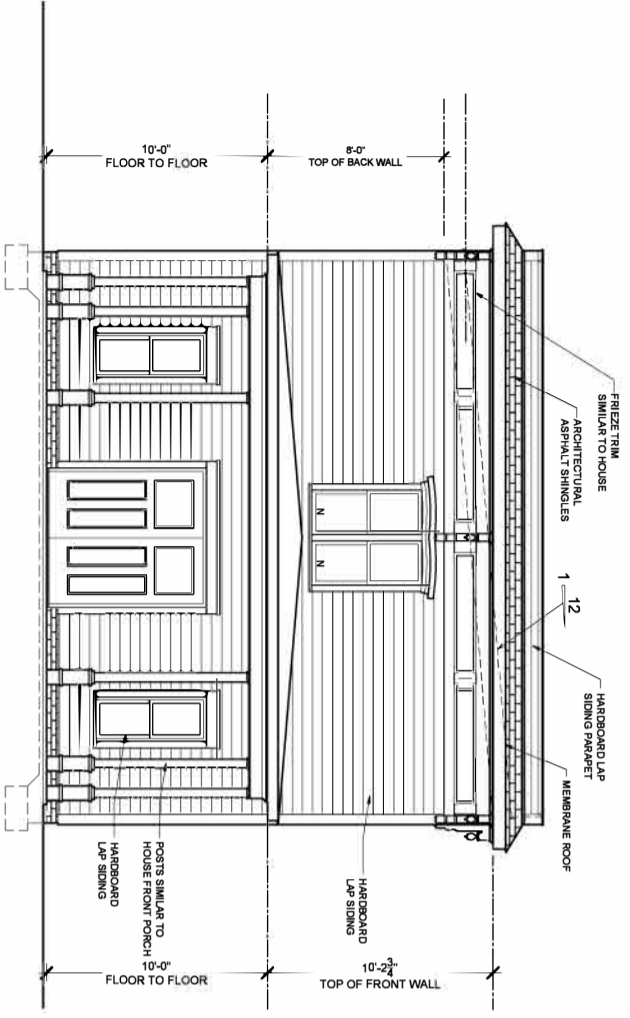 FRIEZE TRIM
SIMILAR TO HOUSE
ARCHITECTURAL
ASPHALT SHINGLES
12
1
HARDBOARD LAP
SIDING PARAPET
MEMBRANE ROOF
8'-0"
TOP OF BACK WALL
10'-0"
FLOOR TO FLOOR
N
N
HARDBOARD
LAP SIDING
POSTS SIMILAR TO
HOUSE FRONT PORCH
HARDBOARD
LAP SIDING
10'-2 3/4"
TOP OF FRONT WALL
10'-0"
FLOOR TO FLOOR